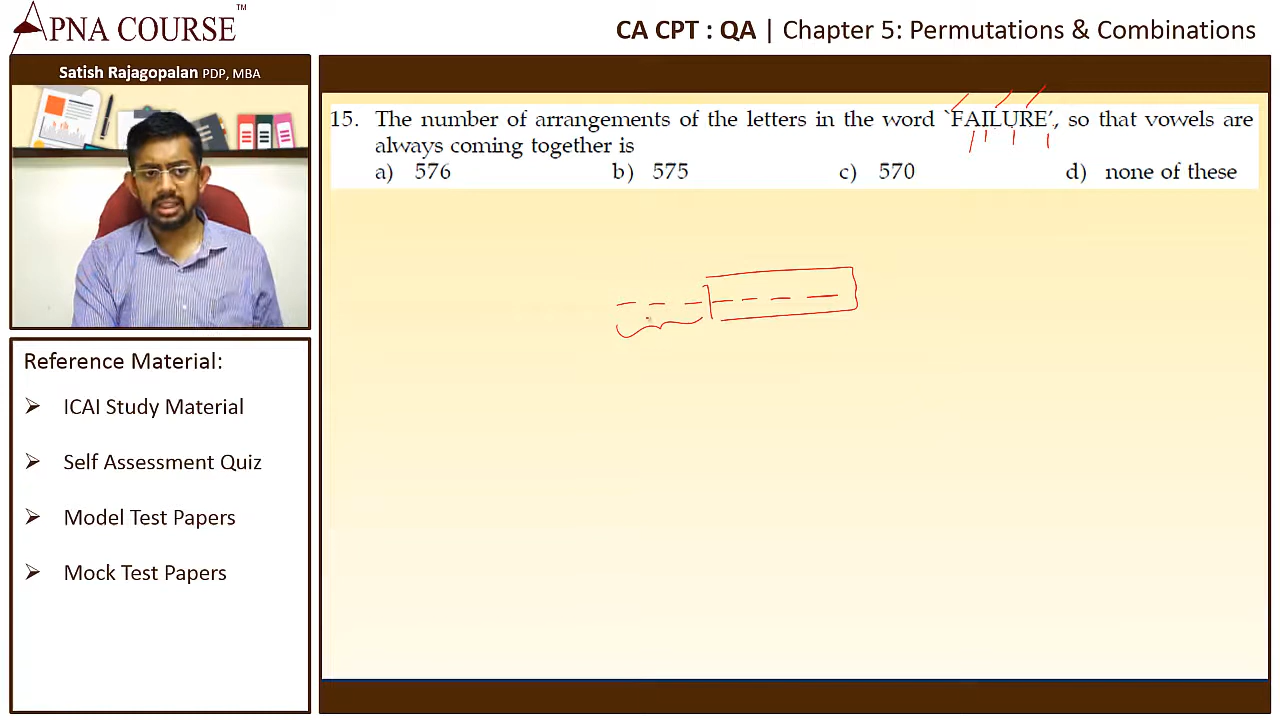 APNA COURSE™
CA CPT : QA | Chapter 5: Permutations & Combinations
Satish Rajagopalan PDP, MBA
15. The number of arrangements of the letters in the word `FAILURE', so that vowels are
always coming together is
a) 576 b) 575 c) 570 d) none of these
Reference Material:
➢ ICAI Study Material
➢ Self Assessment Quiz
➢ Model Test Papers
➢ Mock Test Papers